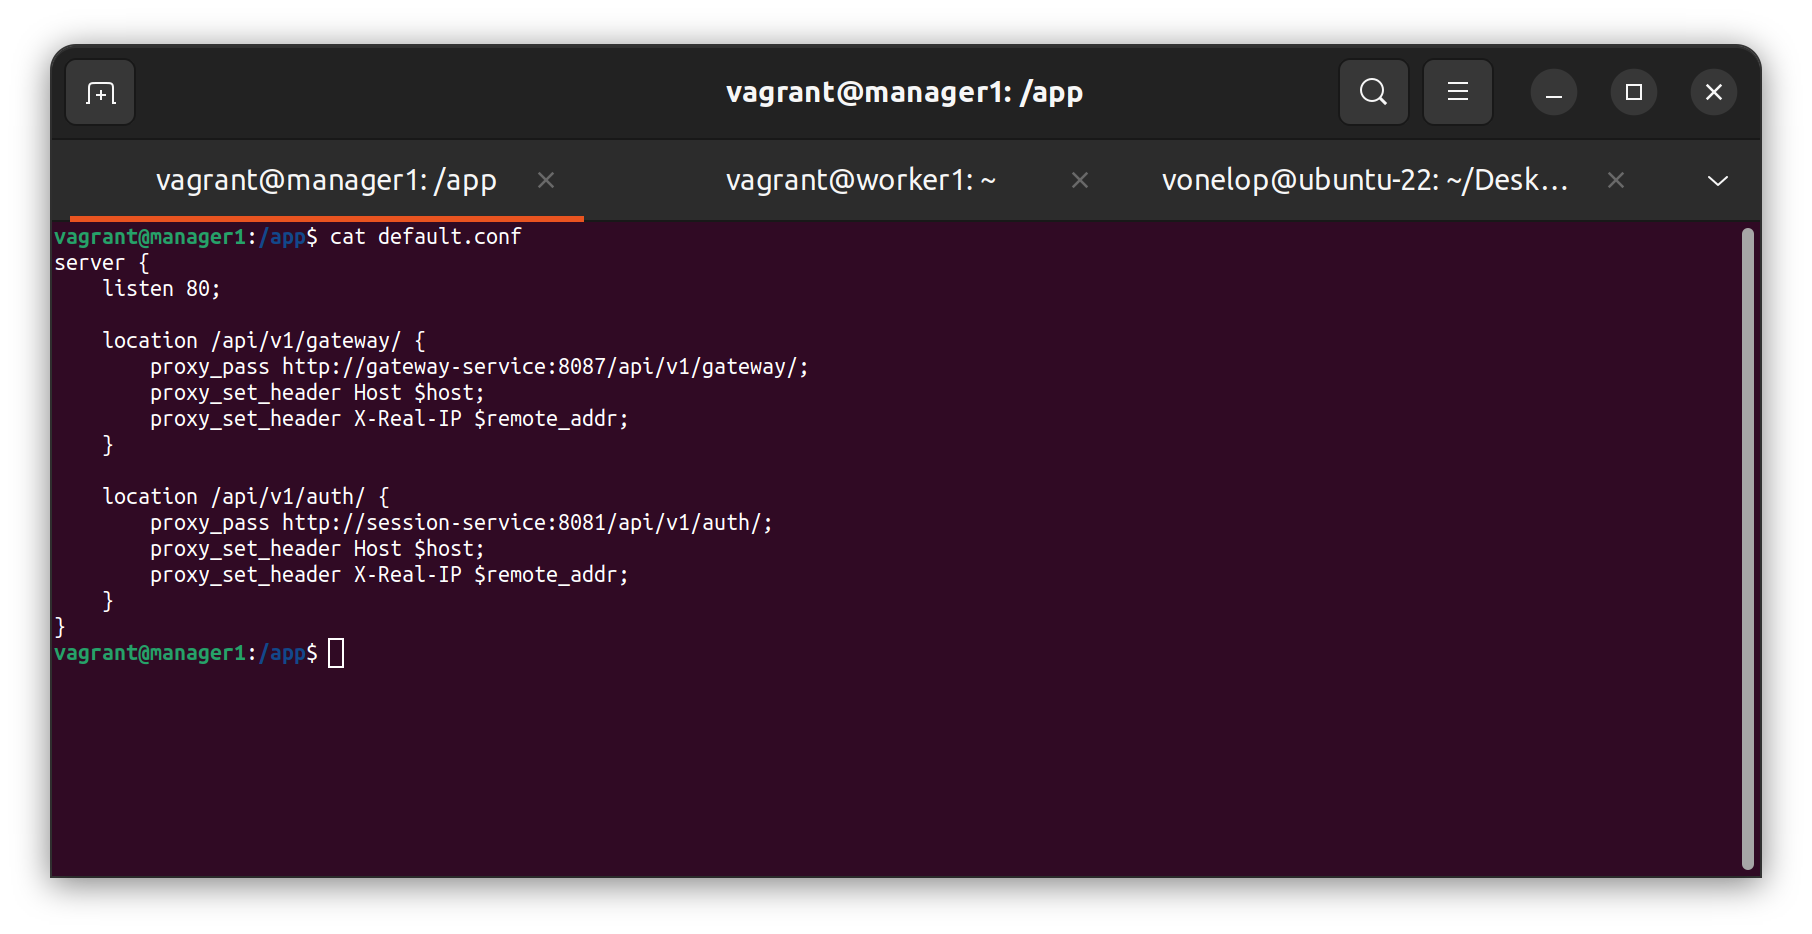 vagrant@manager1: /app
vagrant@manager1: /app
vagrant@worker1: ~
vonelop@ubuntu-22: ~/Desk...
vagrant@manager1:/app$ cat default.conf
server {
    listen 80;

    location /api/v1/gateway/ {
        proxy_pass http://gateway-service:8087/api/v1/gateway/;
        proxy_set_header Host $host;
        proxy_set_header X-Real-IP $remote_addr;
    }

    location /api/v1/auth/ {
        proxy_pass http://session-service:8081/api/v1/auth/;
        proxy_set_header Host $host;
        proxy_set_header X-Real-IP $remote_addr;
    }
}
vagrant@manager1:/app$